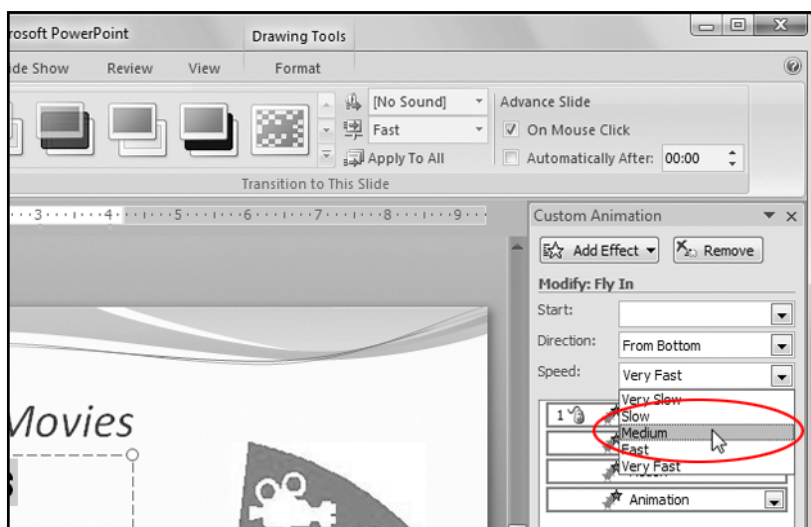 rosoft PowerPoint
Drawing Tools
ide Show Review View Format
[No Sound]
Fast
Apply To All
Advance Slide
On Mouse Click
Automatically After: 00:00
Transition to This Slide
3 4 5 6 7 8 9
Custom Animation
Add Effect Remove
Modify: Fly In
Start:
Direction: From Bottom
Speed: Very Fast
Very Slow
1 Slow
Medium
Fast
Very Fast
Animation
Movies
s